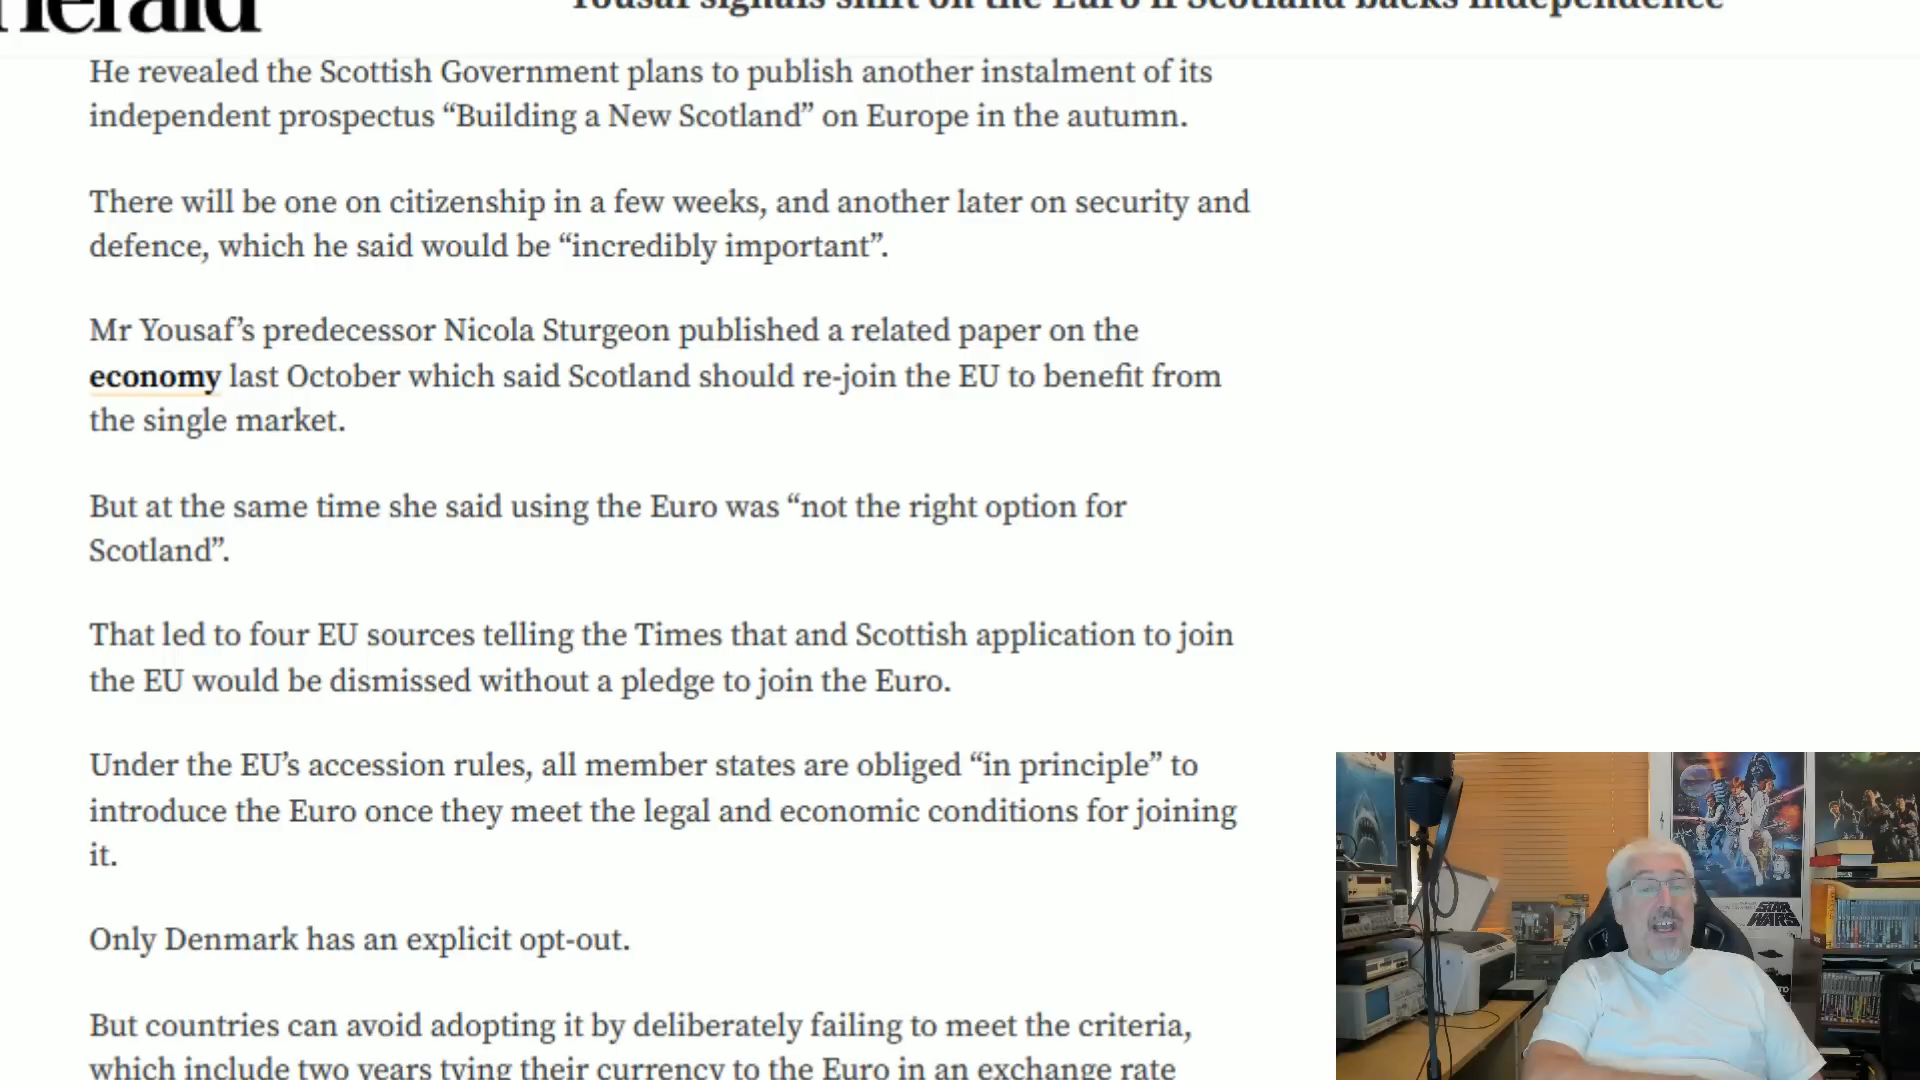 Herald
Yousaf signals shift on the Euro if Scotland backs independence
He revealed the Scottish Government plans to publish another instalment of its
independent prospectus “Building a New Scotland” on Europe in the autumn.
There will be one on citizenship in a few weeks, and another later on security and
defence, which he said would be “incredibly important”.
Mr Yousaf’s predecessor Nicola Sturgeon published a related paper on the
economy last October which said Scotland should re-join the EU to benefit from
the single market.
But at the same time she said using the Euro was “not the right option for
Scotland”.
That led to four EU sources telling the Times that and Scottish application to join
the EU would be dismissed without a pledge to join the Euro.
Under the EU’s accession rules, all member states are obliged “in principle” to
introduce the Euro once they meet the legal and economic conditions for joining
it.
Only Denmark has an explicit opt-out.
But countries can avoid adopting it by deliberately failing to meet the criteria,
which include two years tying their currency to the Euro in an exchange rate
STAR
WARS